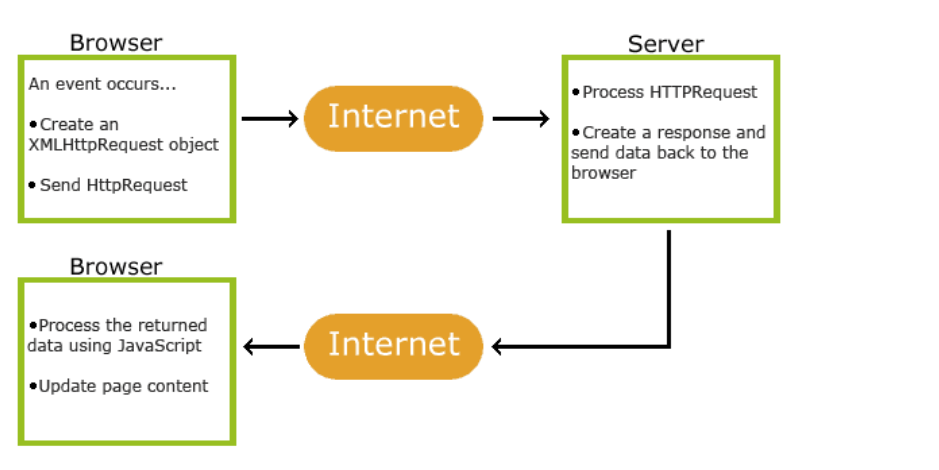 Browser
An event occurs...
•Create an
XMLHttpRequest object
• Send HttpRequest
Internet
Server
•Process HTTPRequest
•Create a response and
send data back to the
browser
Browser
•Process the returned
data using JavaScript
•Update page content
Internet